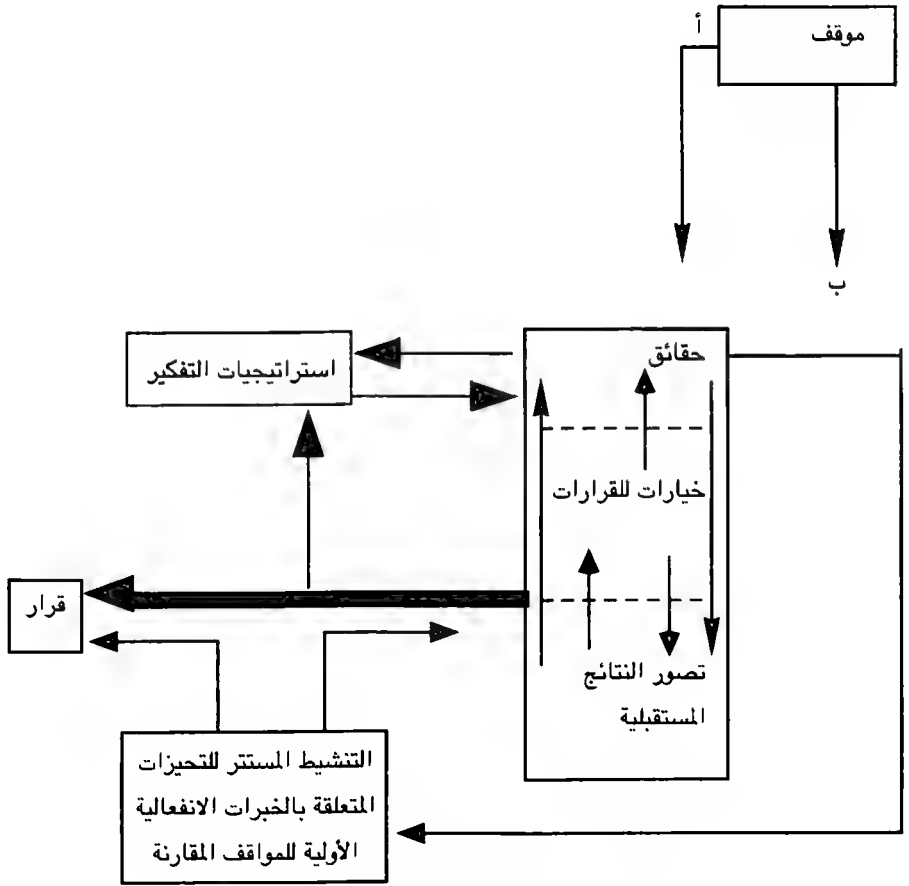 موقف
أ
ب
حقائق
استراتيجيات التفكير
خيارات للقرارات
قرار
تصور النتائج
المستقبلية
التنشيط المستتر للتحيزات
المتعلقة بالخبرات الانفعالية
الأولية للمواقف المقارنة